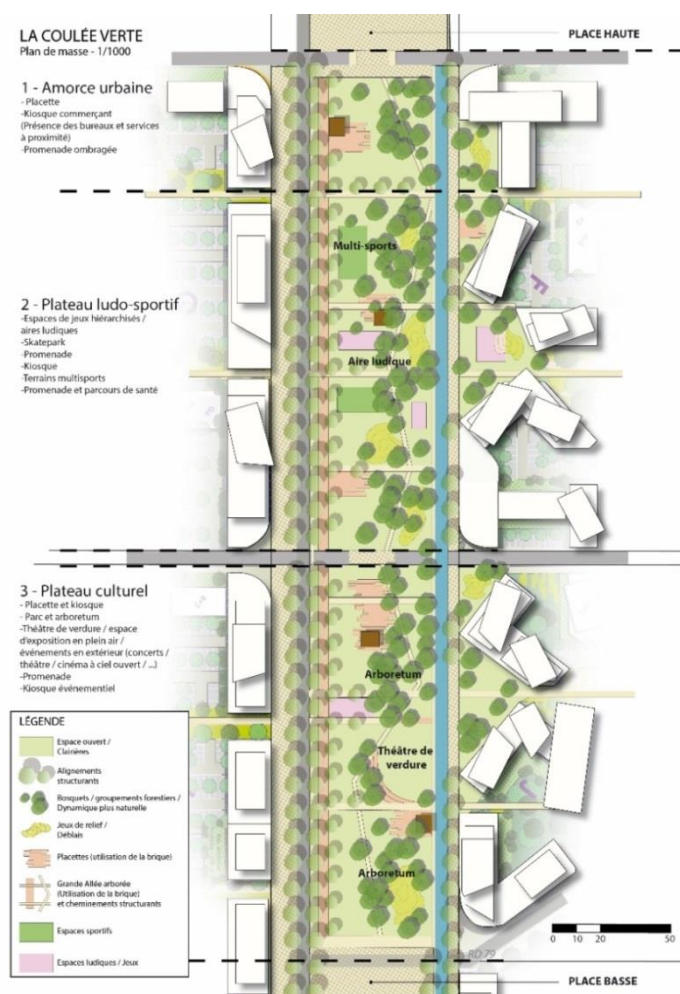 LA COULÉE VERTE
Plan de masse - 1/1000
PLACE HAUTE
1 - Amorce urbaine
- Placette
-Kiosque commerçant
(Présence des bureaux et services
à proximité)
-Promenade ombragée
Multi-sports
2 - Plateau ludo-sportif
-Espaces de jeux hiérarchisés /
aires ludiques
-Skatepark
-Promenade
-Kiosque
-Terrains multisports
-Promenade et parcours de santé
Aire ludique
3 - Plateau culturel
- Placette et kiosque
- Parc et arboretum
-Théâtre de verdure / espace
d'exposition en plein air /
événements en extérieur (concerts /
théâtre / cinéma à ciel ouvert / ...)
-Promenade
-Kiosque événementiel
Arboretum
Théâtre de
verdure
Arboretum
LÉGENDE
Espace ouvert /
Clairières
Alignements
structurants
Bosquets / groupements forestiers /
Dynamique plus naturelle
Jeux de relief /
Déblais
Placettes (utilisation de la brique)
Grande Allée arborée
(Utilisation de la brique)
et cheminements structurants
Espaces sportifs
Espaces ludiques / Jeux
0 10 20 50
RD 79
PLACE BASSE